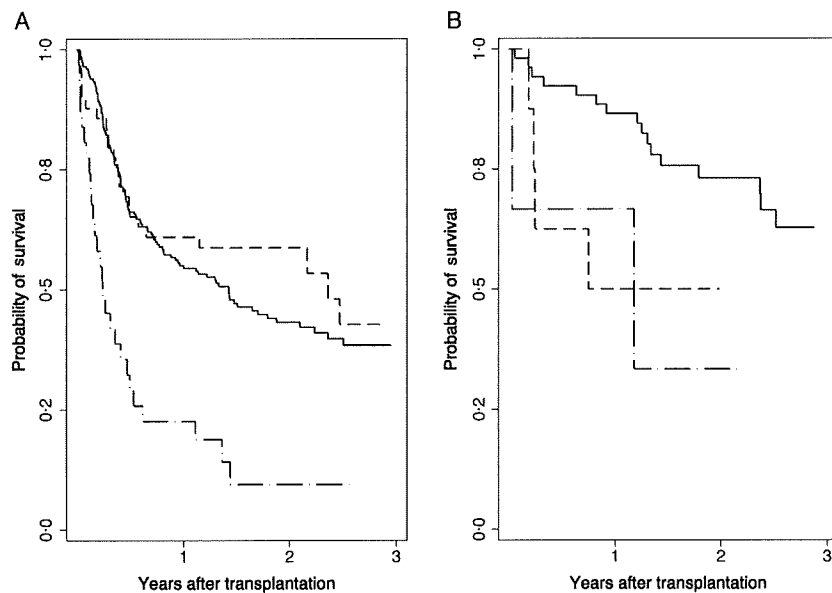 A
Probability of survival
1·0
0·8
0·5
0·2
0·0
1 2 3
Years after transplantation
B
Probability of survival
1·0
0·8
0·5
0·2
0·0
1 2 3
Years after transplantation